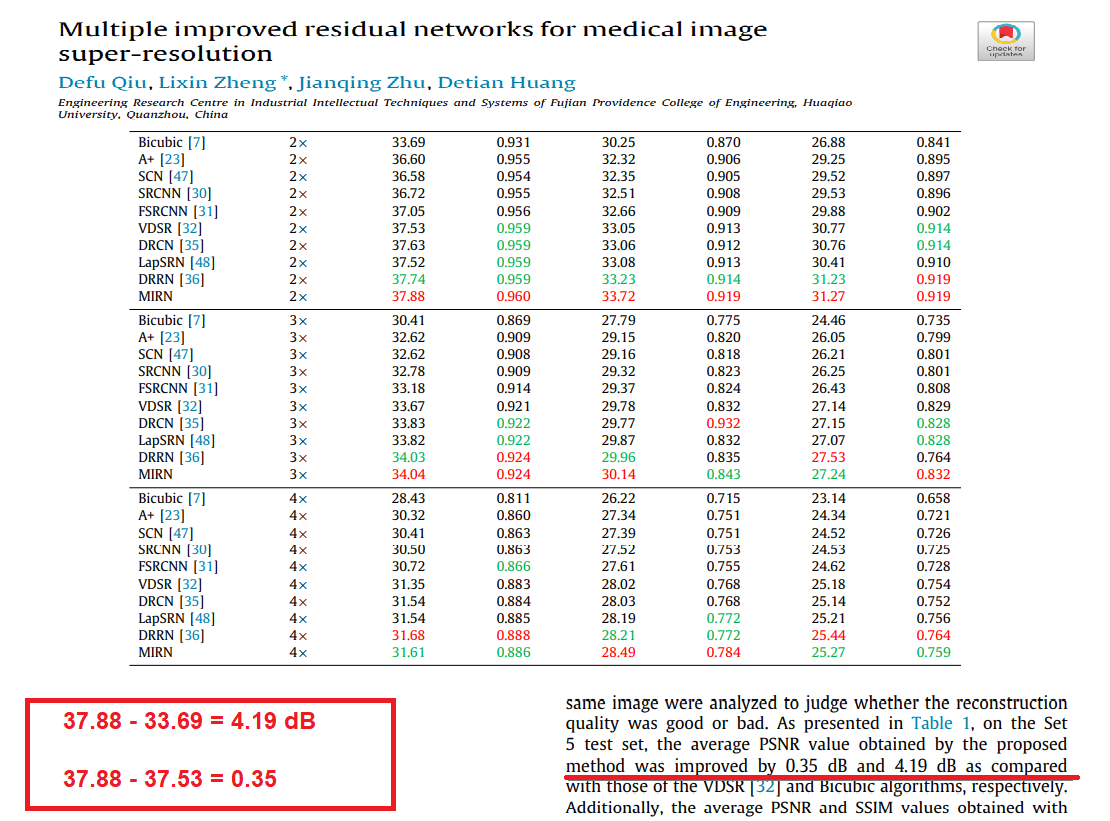 Multiple improved residual networks for medical image
super-resolution
Check for
updates
Defu Qiu, Lixin Zheng *, Jianqing Zhu, Detian Huang
Engineering Research Centre in Industrial Intellectual Techniques and Systems of Fujian Providence College of Engineering, Huaqiao
University, Quanzhou, China
Bicubic [7] 2× 33.69 0.931 30.25 0.870 26.88 0.841
A+ [23] 2× 36.60 0.955 32.32 0.906 29.25 0.895
SCN [47] 2× 36.58 0.954 32.35 0.905 29.52 0.897
SRCNN [30] 2× 36.72 0.955 32.51 0.908 29.53 0.896
FSRCNN [31] 2× 37.05 0.956 32.66 0.909 29.88 0.902
VDSR [32] 2× 37.53 0.959 33.05 0.913 30.77 0.914
DRCN [35] 2× 37.63 0.959 33.06 0.912 30.76 0.914
LapSRN [48] 2× 37.52 0.959 33.08 0.913 30.41 0.910
DRRN [36] 2× 37.74 0.959 33.23 0.914 31.23 0.919
MIRN 2× 37.88 0.960 33.72 0.919 31.27 0.919
Bicubic [7] 3× 30.41 0.869 27.79 0.775 24.46 0.735
A+ [23] 3× 32.62 0.909 29.15 0.820 26.05 0.799
SCN [47] 3× 32.62 0.908 29.16 0.818 26.21 0.801
SRCNN [30] 3× 32.78 0.909 29.32 0.823 26.25 0.801
FSRCNN [31] 3× 33.18 0.914 29.37 0.824 26.43 0.808
VDSR [32] 3× 33.67 0.921 29.78 0.832 27.14 0.829
DRCN [35] 3× 33.83 0.922 29.77 0.932 27.15 0.828
LapSRN [48] 3× 33.82 0.922 29.87 0.832 27.07 0.828
DRRN [36] 3× 34.03 0.924 29.96 0.835 27.53 0.764
MIRN 3× 34.04 0.924 30.14 0.843 27.24 0.832
Bicubic [7] 4× 28.43 0.811 26.22 0.715 23.14 0.658
A+ [23] 4× 30.32 0.860 27.34 0.751 24.34 0.721
SCN [47] 4× 30.41 0.863 27.39 0.751 24.52 0.726
SRCNN [30] 4× 30.50 0.863 27.52 0.753 24.53 0.725
FSRCNN [31] 4× 30.72 0.866 27.61 0.755 24.62 0.728
VDSR [32] 4× 31.35 0.883 28.02 0.768 25.18 0.754
DRCN [35] 4× 31.54 0.884 28.03 0.768 25.14 0.752
LapSRN [48] 4× 31.54 0.885 28.19 0.772 25.21 0.756
DRRN [36] 4× 31.68 0.888 28.21 0.772 25.44 0.764
MIRN 4× 31.61 0.886 28.49 0.784 25.27 0.759
37.88 - 33.69 = 4.19 dB
37.88 - 37.53 = 0.35
same image were analyzed to judge whether the reconstruction
quality was good or bad. As presented in Table 1, on the Set
5 test set, the average PSNR value obtained by the proposed
method was improved by 0.35 dB and 4.19 dB as compared
with those of the VDSR [32] and Bicubic algorithms, respectively.
Additionally, the average PSNR and SSIM values obtained with